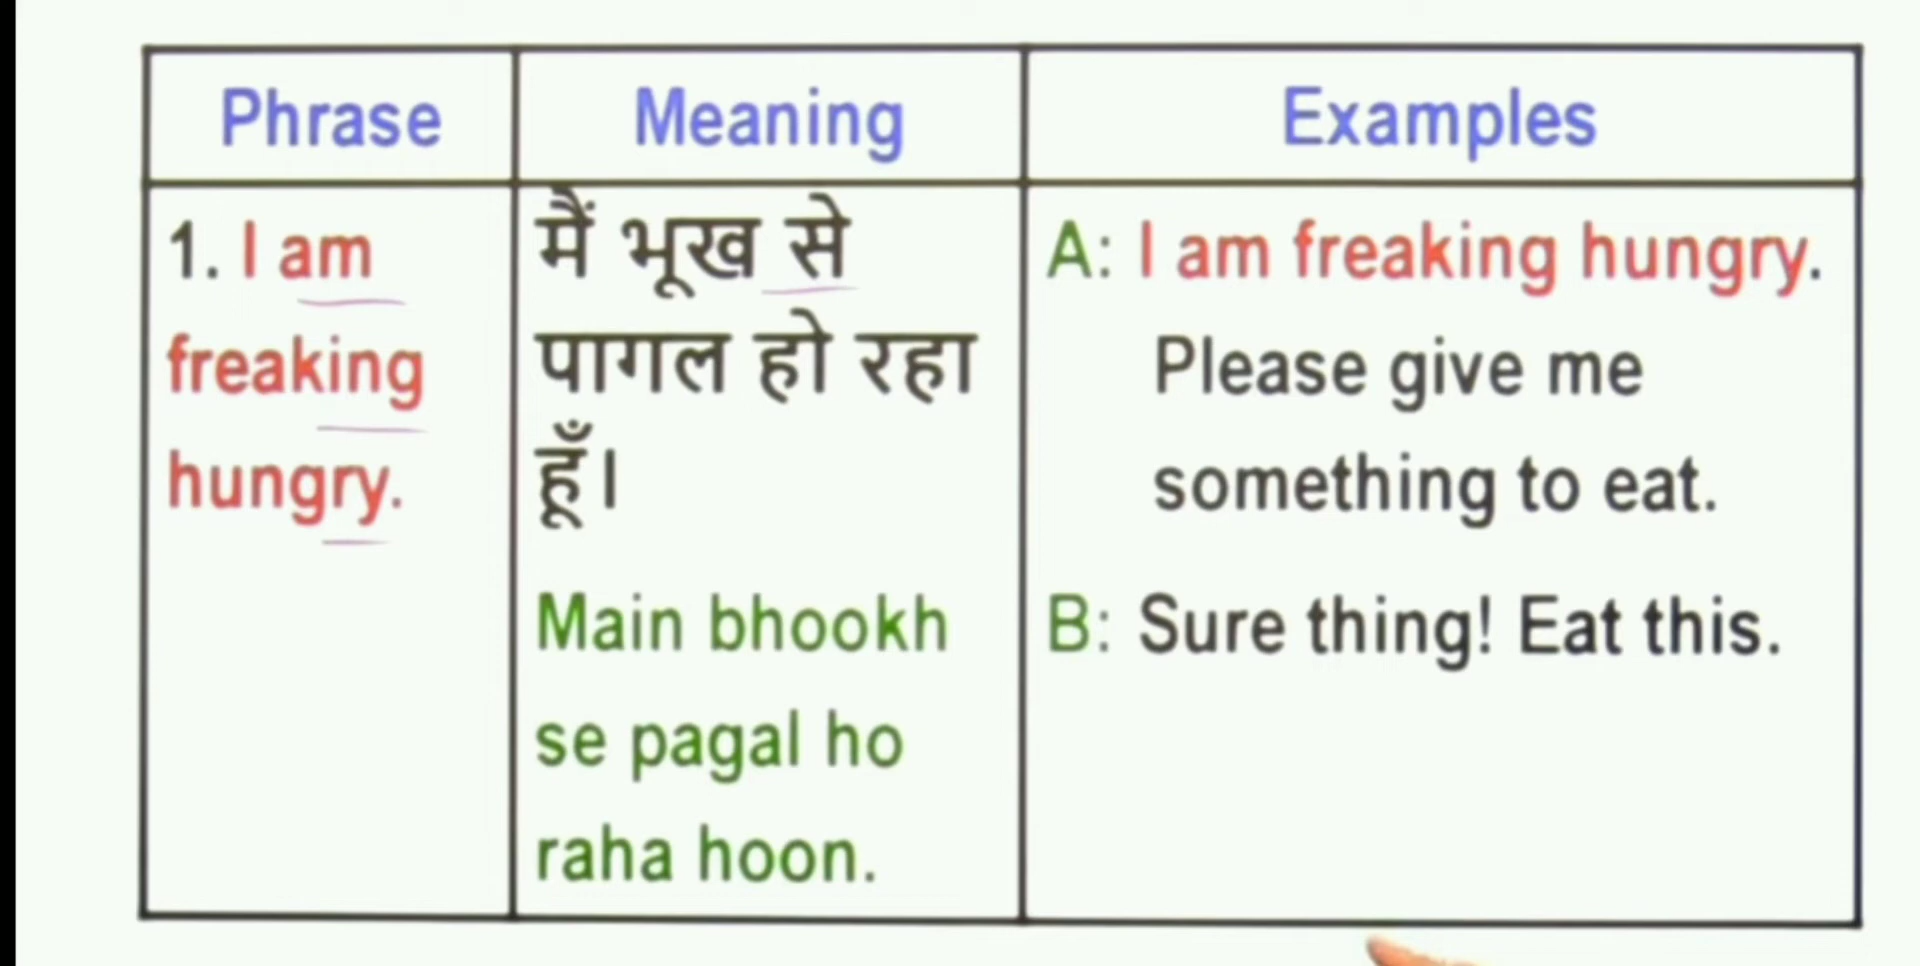 Phrase Meaning Examples
1. I am
freaking
hungry.
मैं भूख से
पागल हो रहा
हूँ।
Main bhookh
se pagal ho
raha hoon.
A: I am freaking hungry.
Please give me
something to eat.
B: Sure thing! Eat this.